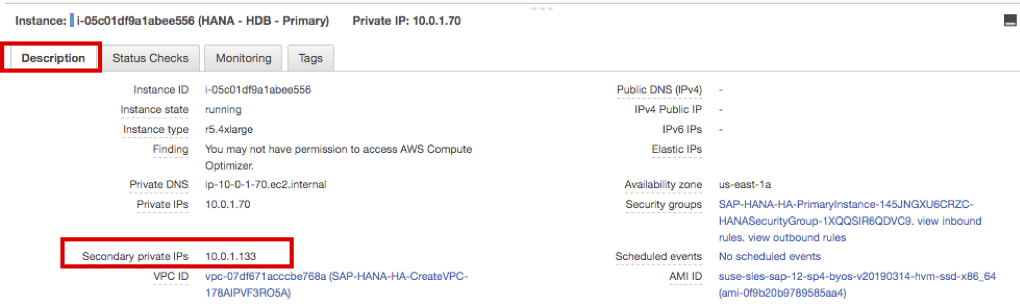 Instance: i-05c01df9a1abee556 (HANA - HDB - Primary) Private IP: 10.0.1.70
Description Status Checks Monitoring Tags
Instance ID i-05c01df9a1abee556 Public DNS (IPv4) -
Instance state running IPv4 Public IP -
Instance type r5.4xlarge IPv6 IPs -
Finding You may not have permission to access AWS Compute Elastic IPs
Optimizer.
Private DNS ip-10-0-1-70.ec2.internal Availability zone us-east-1a
Private IPs 10.0.1.70 Security groups SAP-HANA-HA-PrimaryInstance-145JNGXU6CRZC-
HANASecurityGroup-1XQQSIR6QDVC9. view inbound
rules. view outbound rules
Secondary private IPs 10.0.1.133 Scheduled events No scheduled events
VPC ID vpc-07df671acccbe768a (SAP-HANA-HA-CreateVPC- AMI ID suse-sles-sap-12-sp4-byos-v20190314-hvm-ssd-x86_64
178AIPVF3RO5A) (ami-0f9b20b9789585aa4)